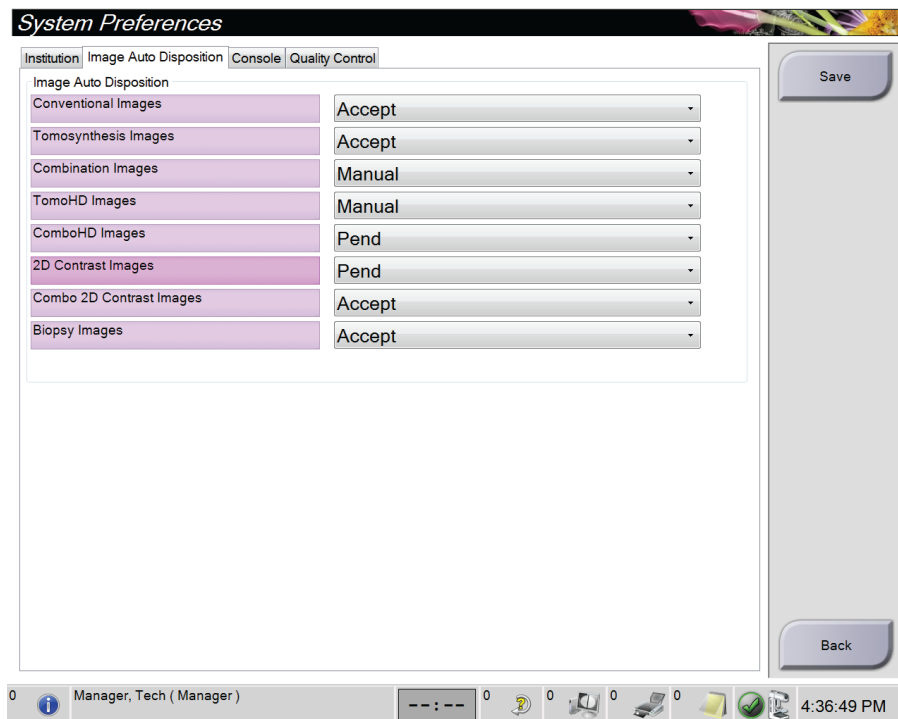 System Preferences
Institution Image Auto Disposition Console Quality Control
Save
Image Auto Disposition
Conventional Images Accept
Tomosynthesis Images Accept
Combination Images Manual
TomoHD Images Manual
ComboHD Images Pend
2D Contrast Images Pend
Combo 2D Contrast Images Accept
Biopsy Images Accept
Back
0 Manager, Tech ( Manager ) --:-- 0 0 0 0 4:36:49 PM